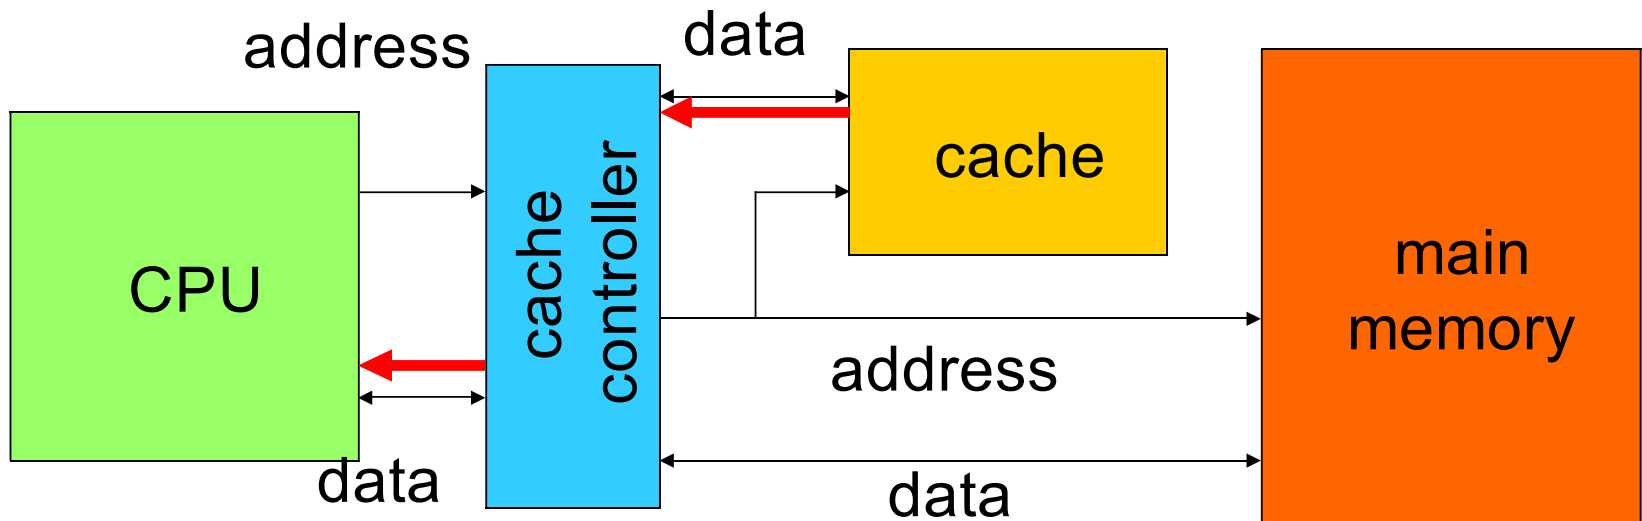 address
data
CPU
cache
controller
cache
main
memory
address
data
data